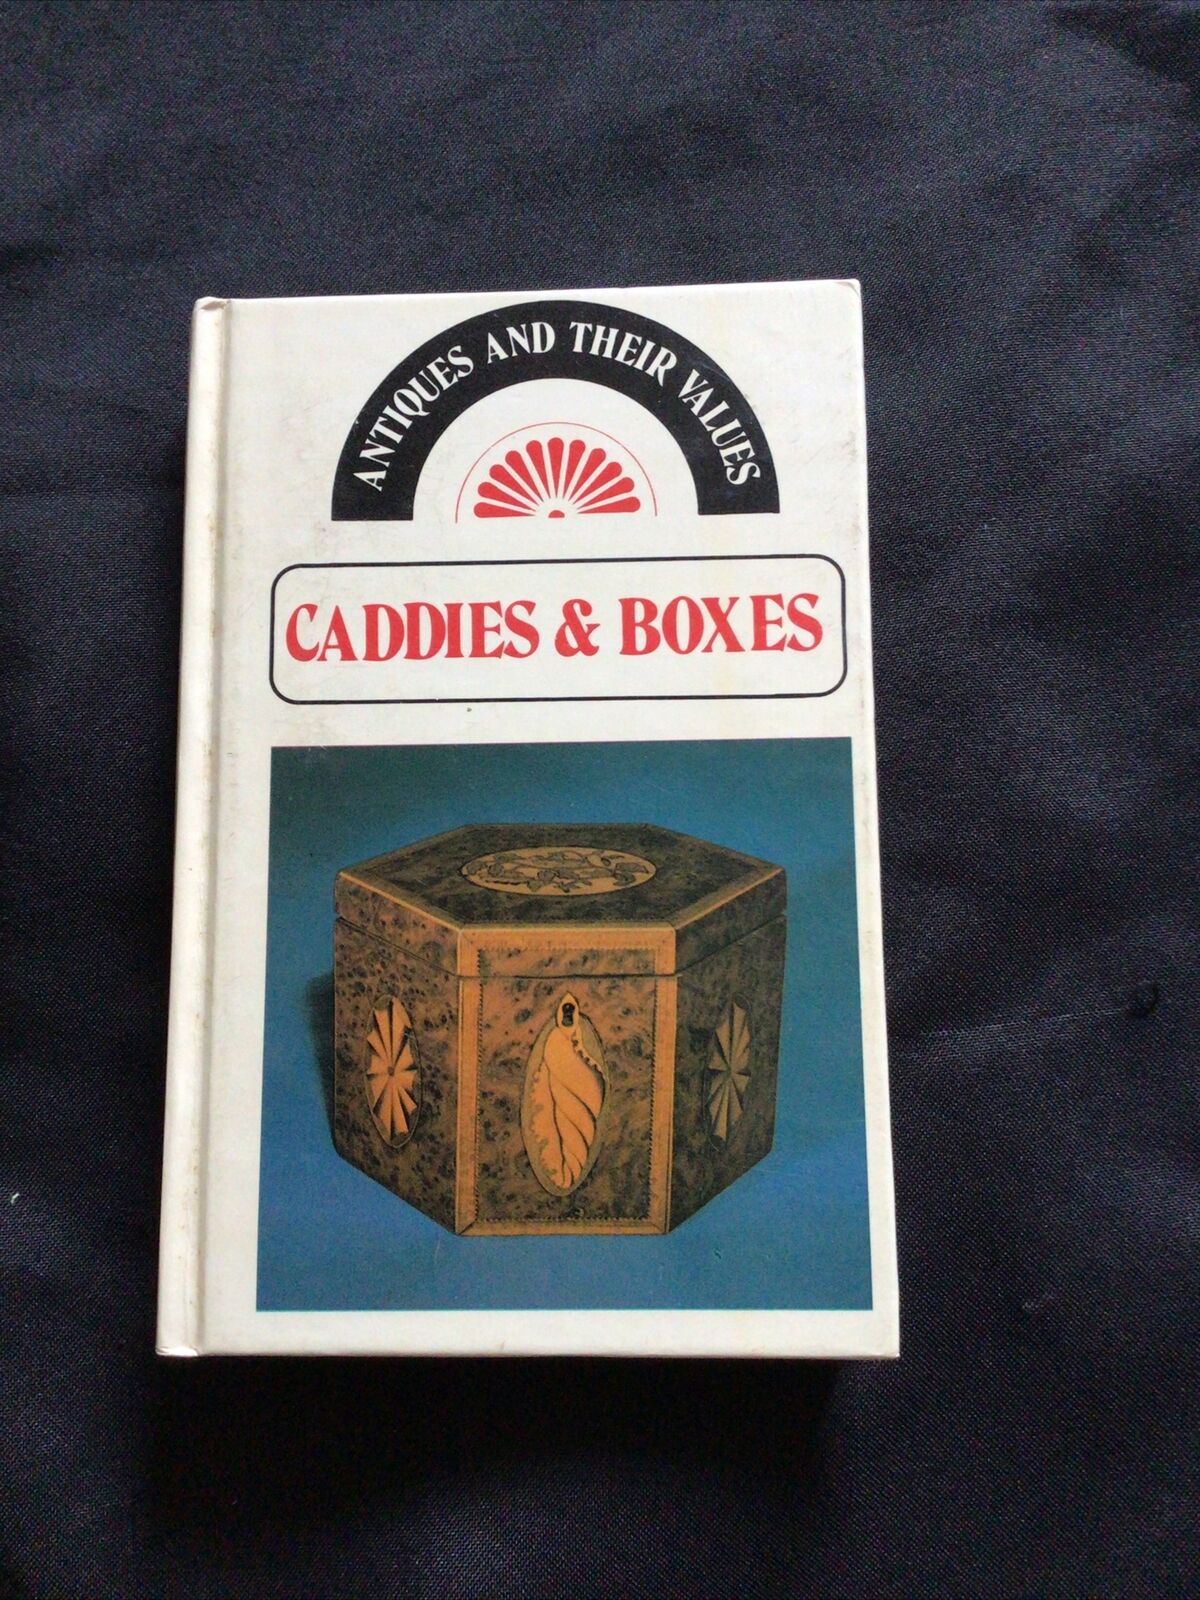 ANTIQUES AND THEIR VALUES
CADDIES & BOXES